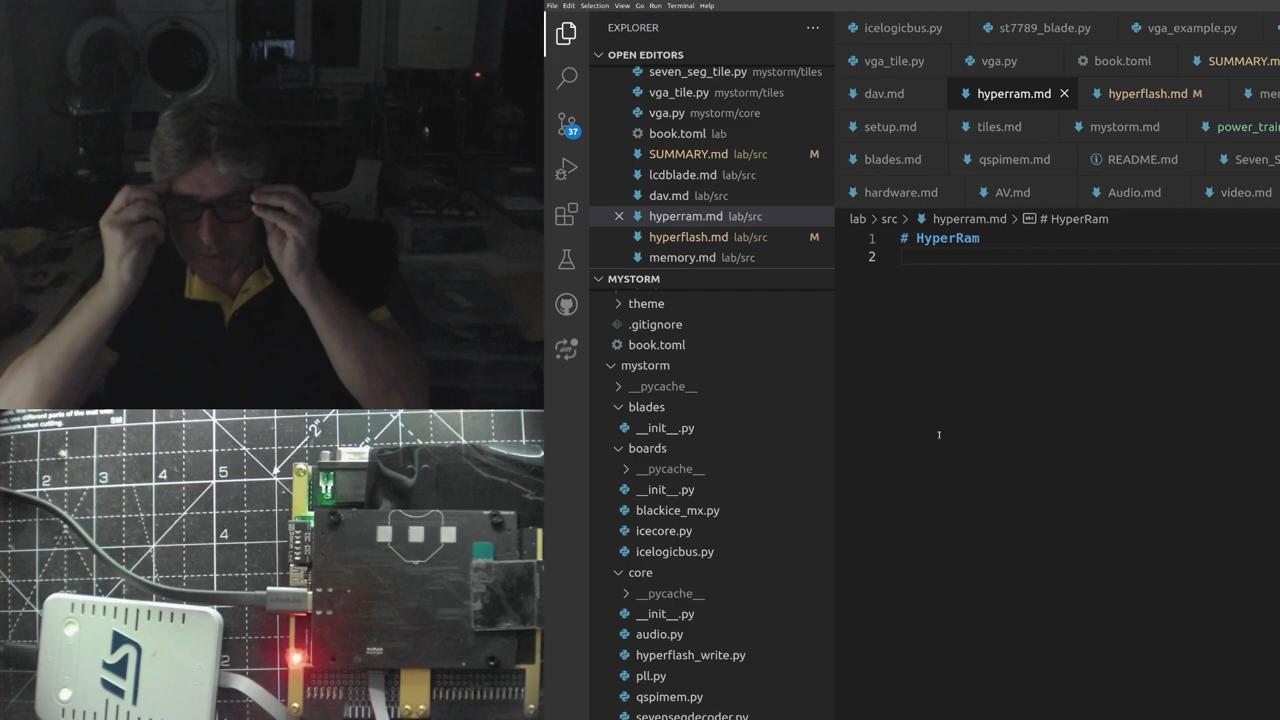 File Edit Selection View Go Run Terminal Help
EXPLORER
OPEN EDITORS
seven_seg_tile.py mystorm/tiles
vga_tile.py mystorm/tiles
vga.py mystorm/core
book.toml lab
SUMMARY.md lab/src M
lcdblade.md lab/src
dav.md lab/src
hyperram.md lab/src
hyperflash.md lab/src M
memory.md lab/src
MYSTORM
theme
.gitignore
book.toml
mystorm
__pycache__
blades
__init__.py
boards
__pycache__
__init__.py
blackice_mx.py
icecore.py
icelogicbus.py
core
__pycache__
__init__.py
audio.py
hyperflash_write.py
pll.py
qspimem.py
sevensegdecoder.py
37
icelogicbus.py st7789_blade.py vga_example.py
vga_tile.py vga.py book.toml SUMMARY.m
dav.md hyperram.md hyperflash.md M mer
setup.md tiles.md mystorm.md power_trai
blades.md qspimem.md README.md Seven_S
hardware.md AV.md Audio.md video.md
lab > src > hyperram.md > # HyperRam
1 # HyperRam
2
2 3 4 5
2"
4
2
SM